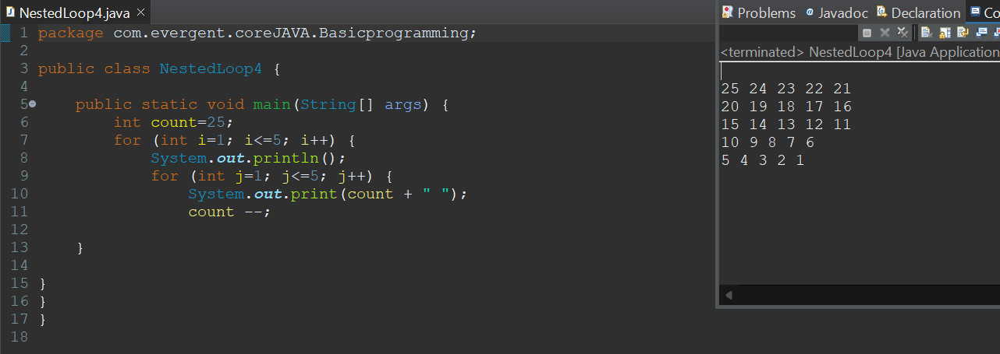 NestedLoop4.java
1 package com.evergent.coreJAVA.Basicprogramming;
2
3 public class NestedLoop4 {
4
5     public static void main(String[] args) {
6         int count=25;
7         for (int i=1; i<=5; i++) {
8             System.out.println();
9             for (int j=1; j<=5; j++) {
10                 System.out.print(count + " ");
11                 count --;
12
13     }
14
15 }
16 }
17 }
18
Problems @ Javadoc Declaration Co
<terminated> NestedLoop4 [Java Application
25 24 23 22 21
20 19 18 17 16
15 14 13 12 11
10 9 8 7 6
5 4 3 2 1